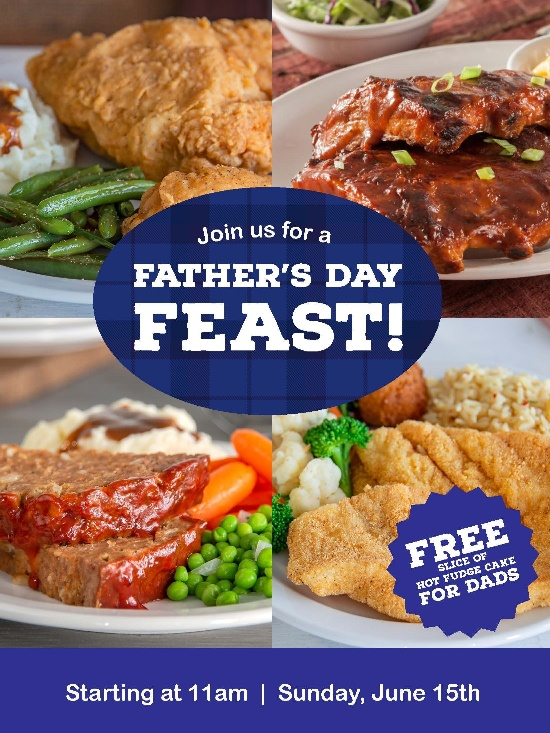 Join us for a
FATHER'S DAY
FEAST!
FREE
SLICE OF
HOT FUDGE CAKE
FOR DADS
Starting at 11am | Sunday, June 15th